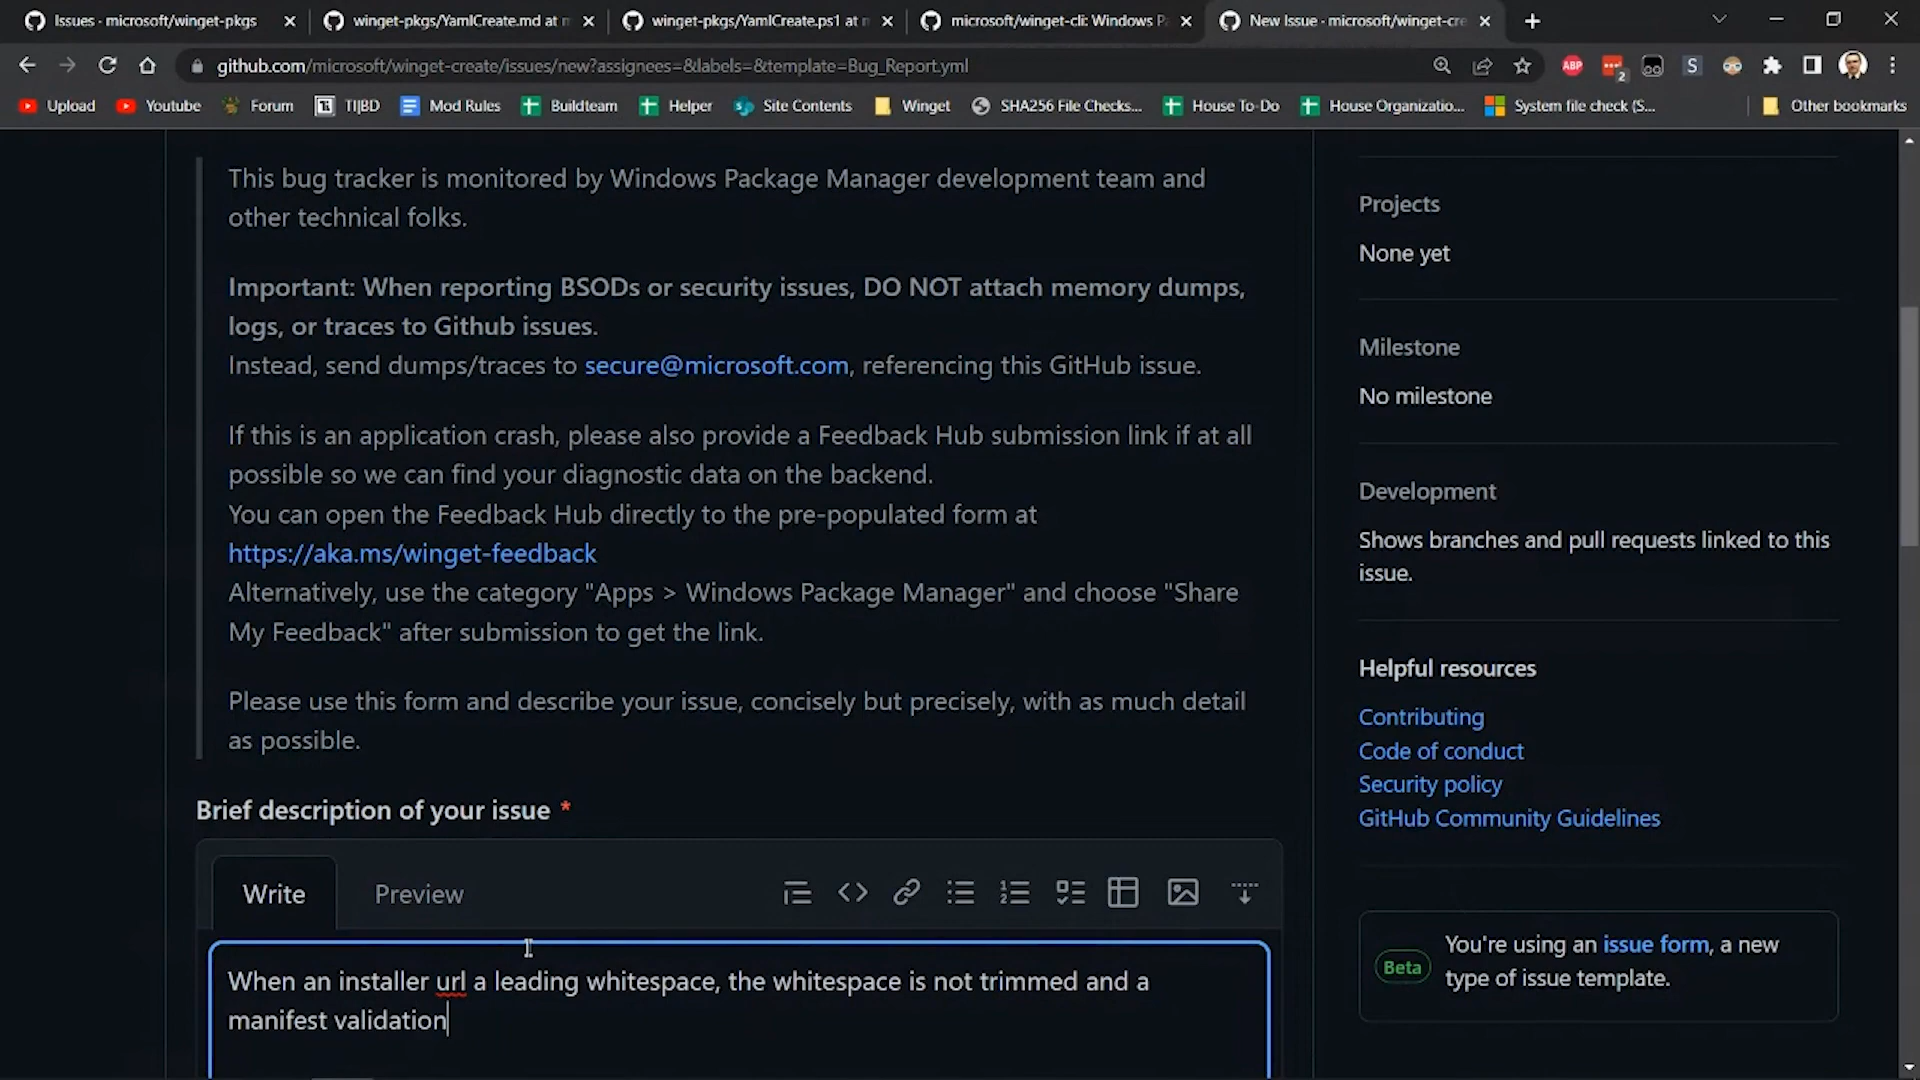 Issues · microsoft/winget-pkgs
winget-pkgs/YamlCreate.md at m
winget-pkgs/YamlCreate.ps1 at m
microsoft/winget-cli: Windows P
New Issue · microsoft/winget-cre
github.com/microsoft/winget-create/issues/new?assignees=&labels=&template=Bug_Report.yml
ABP
2
S
Upload
Youtube
Forum
TI|BD
Mod Rules
Buildteam
Helper
Site Contents
Winget
SHA256 File Checks...
House To-Do
House Organizatio...
System file check (S...
Other bookmarks
This bug tracker is monitored by Windows Package Manager development team and
other technical folks.
Important: When reporting BSODs or security issues, DO NOT attach memory dumps,
logs, or traces to Github issues.
Instead, send dumps/traces to secure@microsoft.com, referencing this GitHub issue.
If this is an application crash, please also provide a Feedback Hub submission link if at all
possible so we can find your diagnostic data on the backend.
You can open the Feedback Hub directly to the pre-populated form at
https://aka.ms/winget-feedback
Alternatively, use the category "Apps > Windows Package Manager" and choose "Share
My Feedback" after submission to get the link.
Please use this form and describe your issue, concisely but precisely, with as much detail
as possible.
Brief description of your issue *
Write
Preview
When an installer url a leading whitespace, the whitespace is not trimmed and a
manifest validation
Projects
None yet
Milestone
No milestone
Development
Shows branches and pull requests linked to this
issue.
Helpful resources
Contributing
Code of conduct
Security policy
GitHub Community Guidelines
Beta
You're using an issue form, a new
type of issue template.